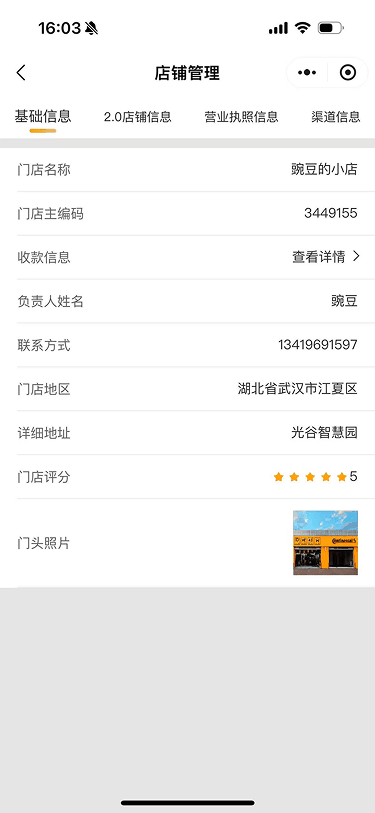 16:03
店铺管理
基础信息 2.0店铺信息 营业执照信息 渠道信息
门店名称 豌豆的小店
门店主编码 3449155
收款信息 查看详情
负责人姓名 豌豆
联系方式 13419691597
门店地区 湖北省武汉市江夏区
详细地址 光谷智慧园
门店评分 5
门头照片